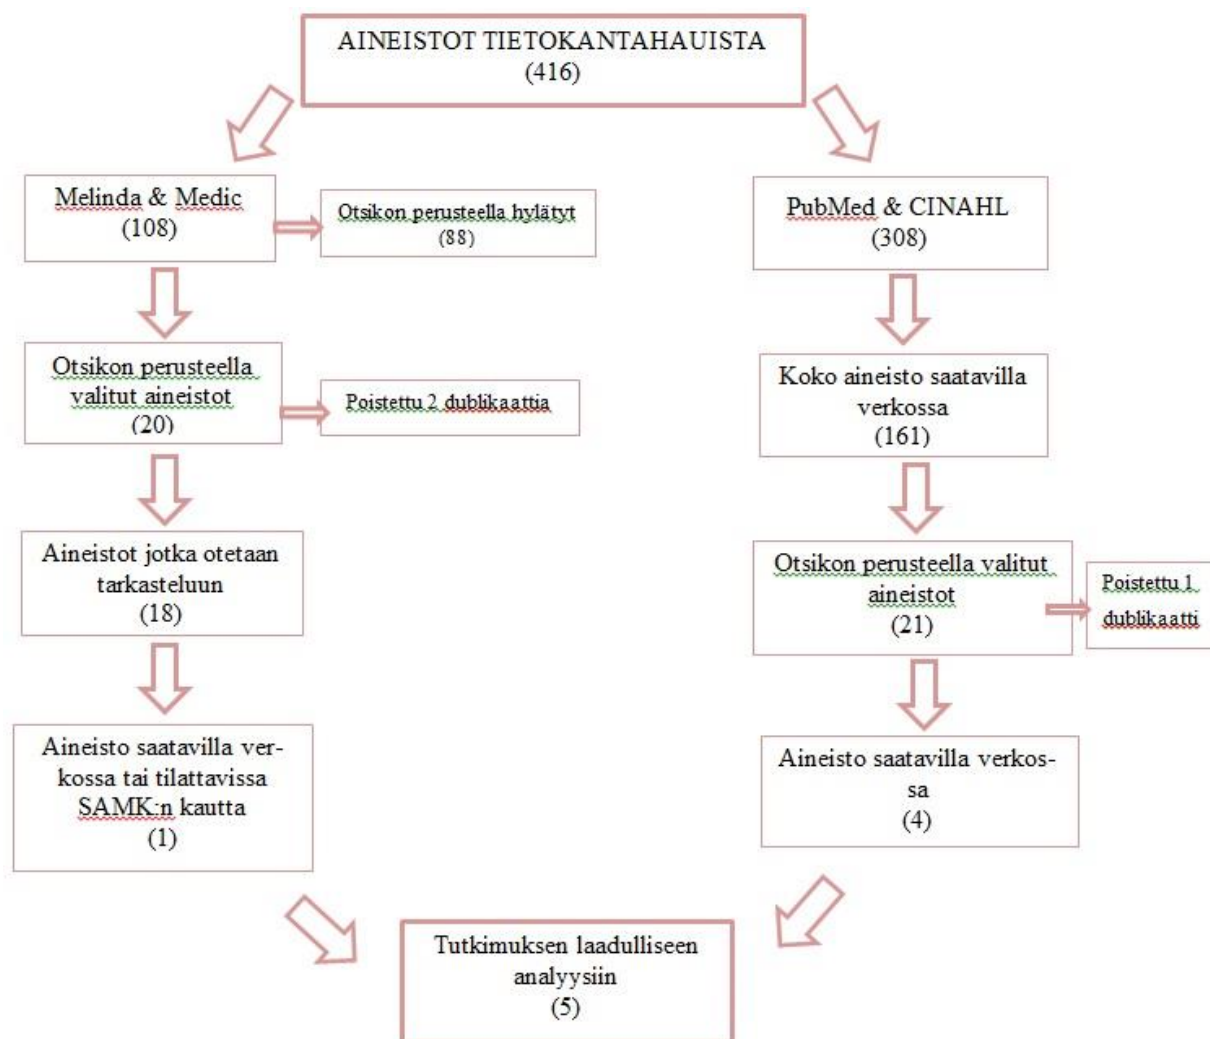 AINEISTOT TIETOKANTAHAUISTA
(416)
Melinda & Medic
(108)
Otsikon perusteella hylätyt
(88)
PubMed & CINAHL
(308)
Otsikon perusteella
valitut aineistot
(20)
Poistettu 2 dublikaattia
Koko aineisto saatavilla
verkossa
(161)
Aineistot jotka otetaan
tarkasteluun
(18)
Otsikon perusteella valitut
aineistot
(21)
Poistettu 1
dublikaatti
Aineisto saatavilla ver-
kossa tai tilattavissa
SAMK:n kautta
(1)
Aineisto saatavilla verkos-
sa
(4)
Tutkimuksen laadulliseen
analyysiin
(5)